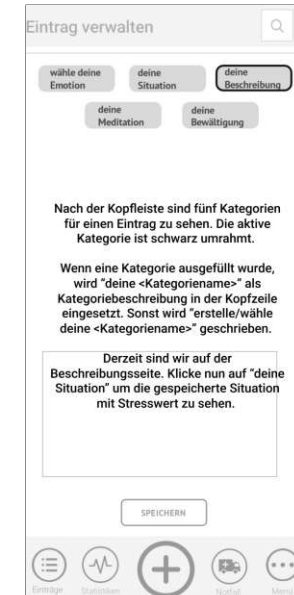 Eintrag verwalten
wähle deine
Emotion
deine
Situation
deine
Beschreibung
deine
Meditation
deine
Bewältigung
Nach der Kopfleiste sind fünf Kategorien
für einen Eintrag zu sehen. Die aktive
Kategorie ist schwarz umrahmt.
Wenn eine Kategorie ausgefüllt wurde,
wird “deine <Kategoriename>” als
Kategoriebeschreibung in der Kopfzeile
eingesetzt. Sonst wird “erstelle/wähle
deine <Kategoriename>” geschrieben.
Derzeit sind wir auf der
Beschreibungsseite. Klicke nun auf “deine
Situation” um die gespeicherte Situation
mit Stresswert zu sehen.
SPEICHERN
Einträge
Statistiken
Notfall
Menü